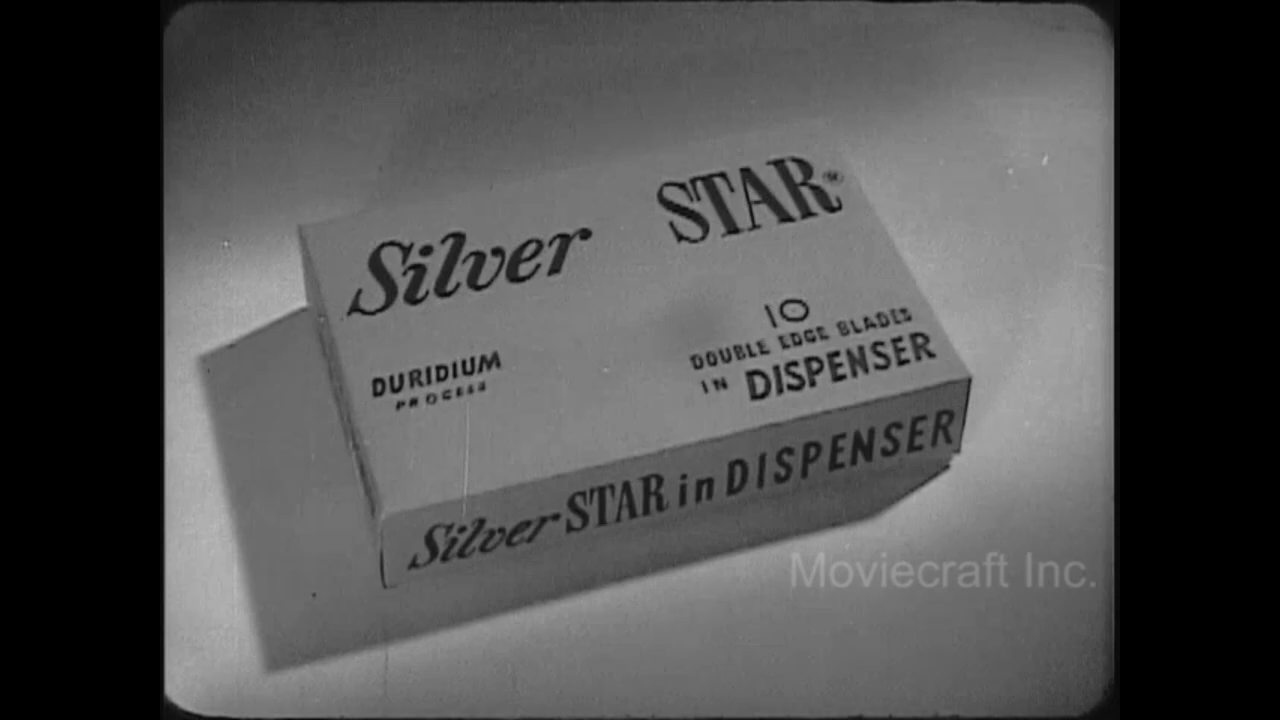 Silver STAR®
DURIDIUM
PROCESS
10
DOUBLE EDGE BLADES
IN DISPENSER
Silver STAR in DISPENSER
Moviecraft Inc.